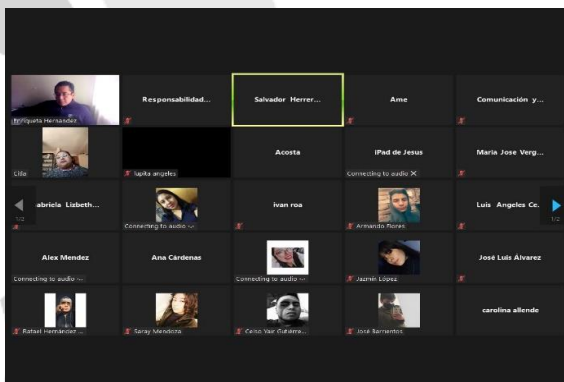 Enriqueta Hernandez
Responsabilidad...
Salvador Herrer...
Ame
Comunicación y...
Lidia
lupita angeles
Acosta
iPad de Jesus
Connecting to audio
Maria Jose Verg...
1/2
abriela Lizbeth...
Connecting to audio
ivan roa
Armando Flores
Luis Angeles Ce...
1/2
Alex Mendez
Connecting to audio
Ana Cárdenas
Connecting to audio
Jazmín López
José Luis Álvarez
Rafael Hernández ...
Saray Mendoza
Celso Yair Gutiérre...
José Barrientos
carolina allende